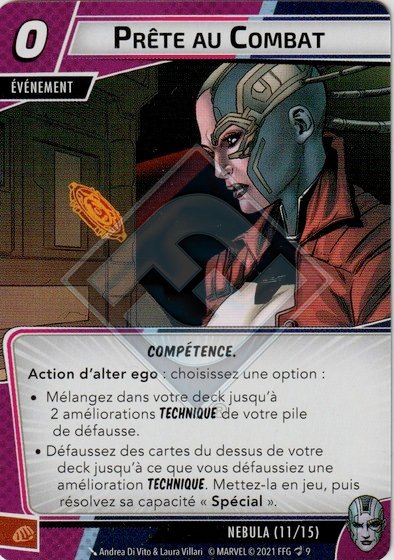 0
PRÊTE AU COMBAT
ÉVÉNEMENT
COMPÉTENCE.
Action d'alter ego : choisissez une option :
• Mélangez dans votre deck jusqu'à
2 améliorations TECHNIQUE de votre pile
de défausse.
• Défaussez des cartes du dessus de votre
deck jusqu'à ce que vous défaussiez une
amélioration TECHNIQUE. Mettez-la en jeu, puis
résolvez sa capacité « Spécial ».
NEBULA (11/15)
Andrea Di Vito & Laura Villari © MARVEL © 2021 FFG 9